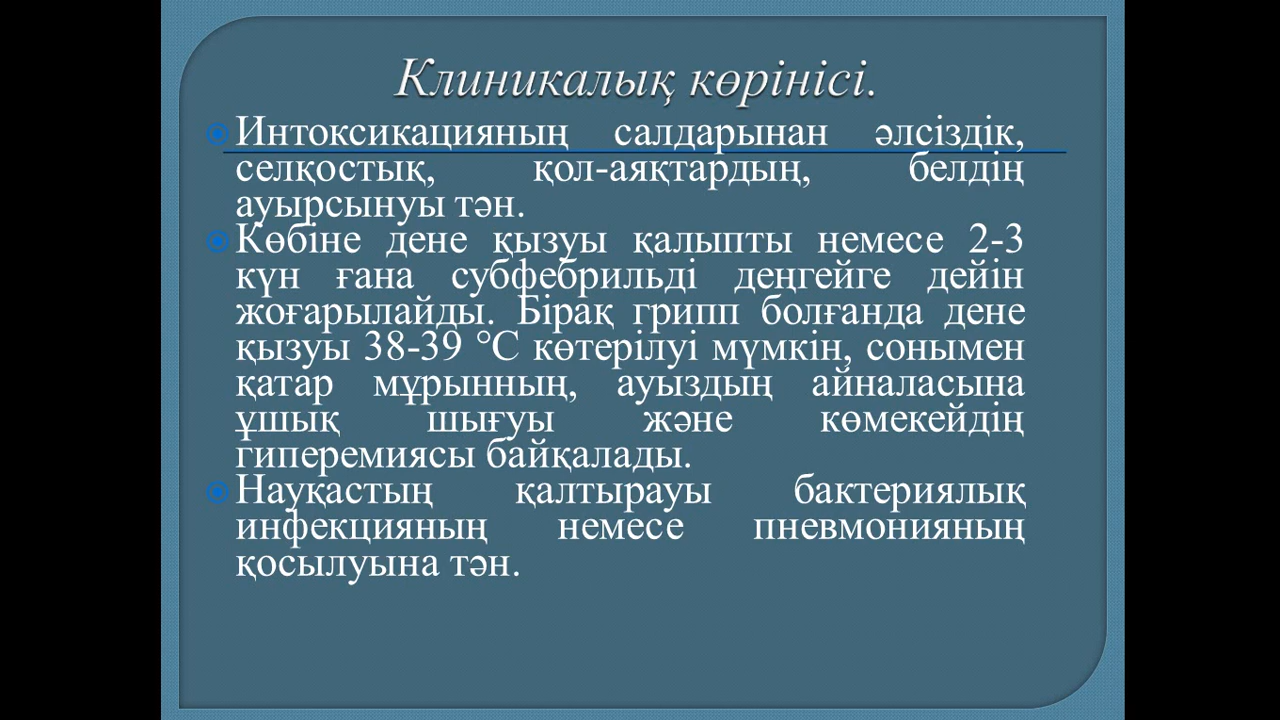 Клиникалық көрінісі.
Интоксикацияның салдарынан әлсіздік,
селқостық, қол-аяқтардың, белдің
ауырсынуы тән.
Көбіне дене қызуы қалыпты немесе 2-3
күн ғана субфебрильді деңгейге дейін
жоғарылайды. Бірақ грипп болғанда дене
қызуы 38-39 °С көтерілуі мүмкін, сонымен
қатар мұрынның, ауыздың айналасына
ұшық шығуы және көмекейдің
гиперемиясы байқалады.
Науқастың қалтырауы бактериялық
инфекцияның немесе пневмонияның
қосылуына тән.